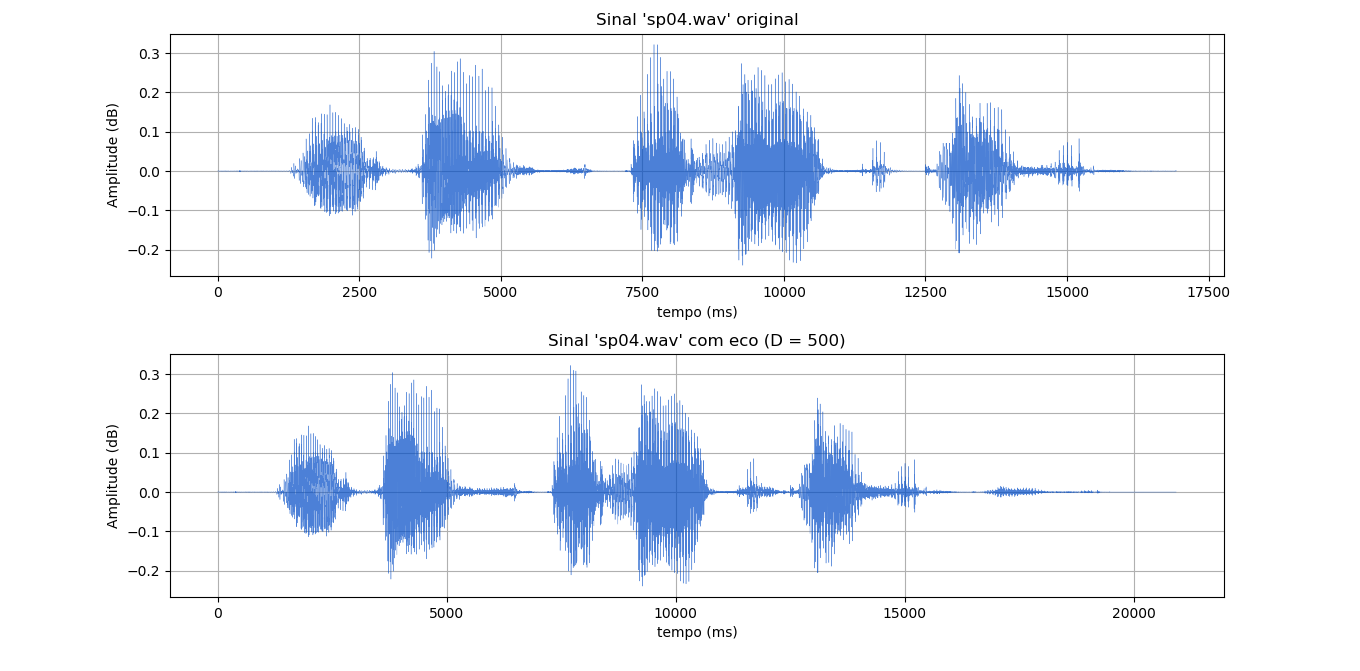 Sinal 'sp04.wav' original
Amplitude (dB)
0.3
0.2
0.1
0.0
−0.1
−0.2
0 2500 5000 7500 10000 12500 15000 17500
tempo (ms)
Sinal 'sp04.wav' com eco (D = 500)
Amplitude (dB)
0.3
0.2
0.1
0.0
−0.1
−0.2
0 5000 10000 15000 20000
tempo (ms)